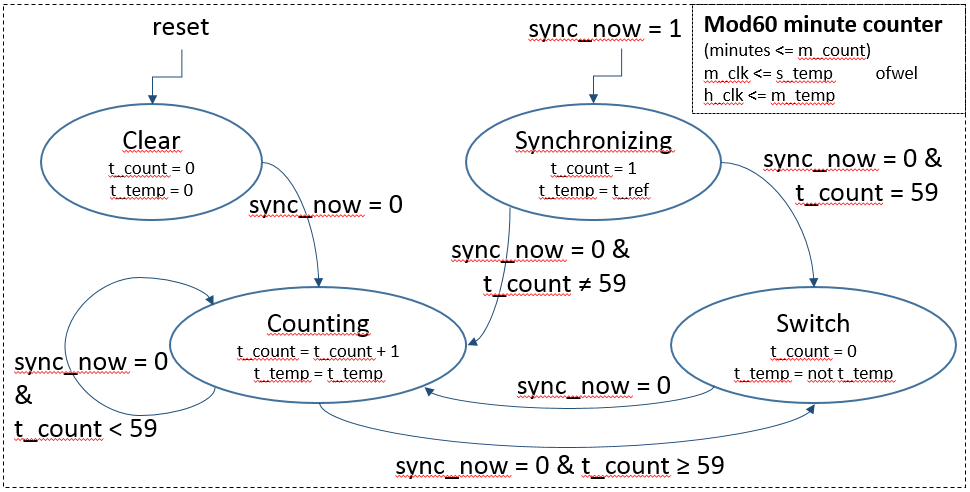 reset
sync_now = 1
Mod60 minute counter
(minutes <= m_count)
m_clk <= s_temp ofwel
h_clk <= m_temp
Clear
t_count = 0
t_temp = 0
Synchronizing
t_count = 1
t_temp = t_ref
sync_now = 0 &
t_count = 59
sync_now = 0
sync_now = 0 &
t_count ≠ 59
Counting
t_count = t_count + 1
t_temp = t_temp
Switch
t_count = 0
t_temp = not t_temp
sync_now = 0
&
t_count < 59
sync_now = 0
sync_now = 0 & t_count ≥ 59